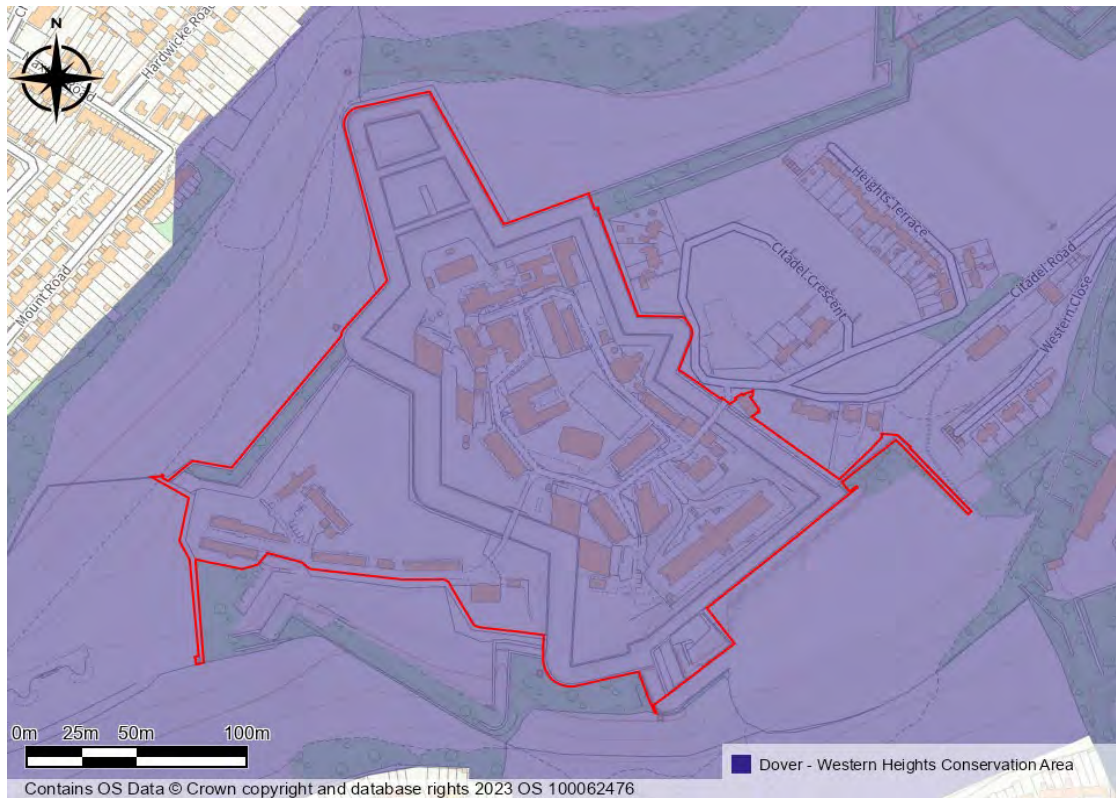 N
Hardwicke Road
Road
Mount Road
Heights Terrace
Citadel Crescent
Citadel Road
Western Close
0m 25m 50m 100m
Dover - Western Heights Conservation Area
Contains OS Data © Crown copyright and database rights 2023 OS 100062476